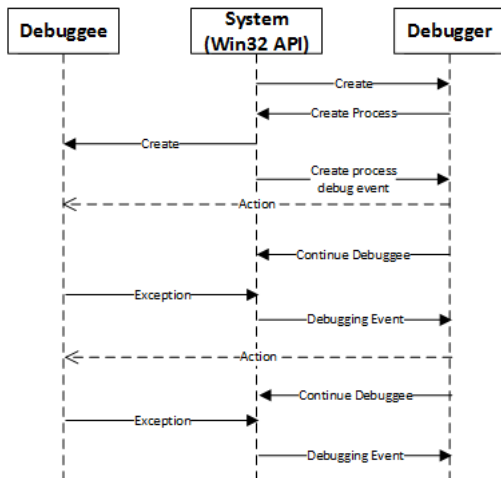 Debuggee
System
(Win32 API)
Debugger
Create
Create Process
Create
Create process
debug event
Action
Continue Debuggee
Exception
Debugging Event
Action
Continue Debuggee
Exception
Debugging Event